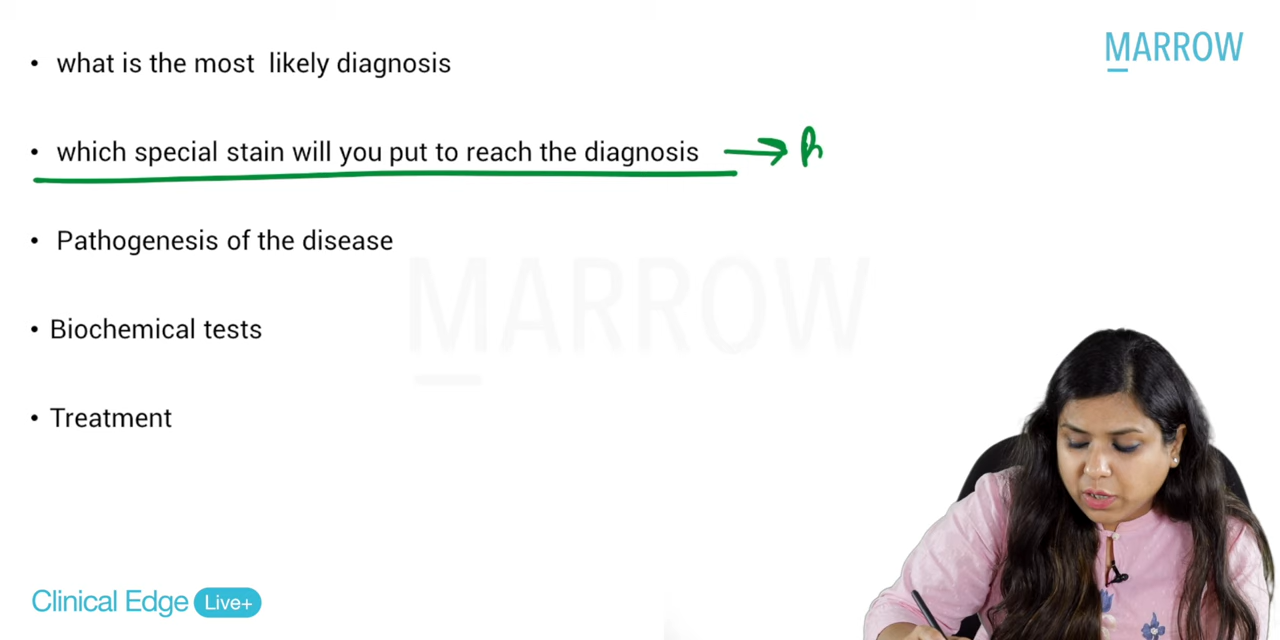 MARROW
• what is the most likely diagnosis
• which special stain will you put to reach the diagnosis →
• Pathogenesis of the disease
MARROW
• Biochemical tests
• Treatment
Clinical Edge Live+